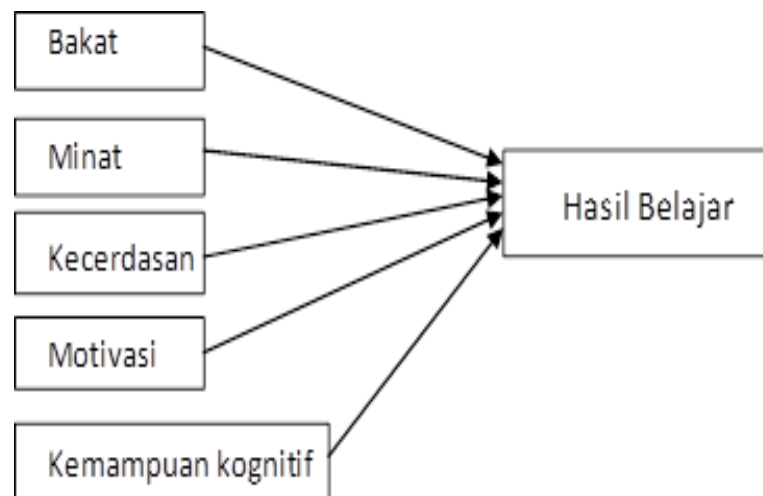 Bakat
Minat
Kecerdasan
Motivasi
Kemampuan kognitif
Hasil Belajar